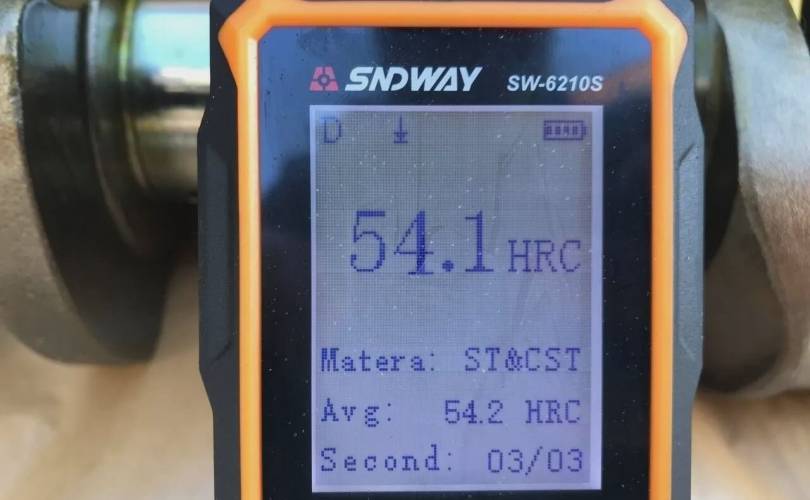 SNDWAY SW-6210S
D
54.1 HRC
Matera: ST&CST
Avg: 54.2 HRC
Second: 03/03